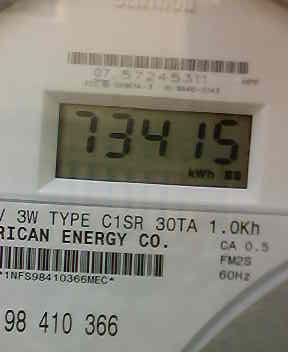 07.57245311
73415
kWh
3W TYPE C1SR 30TA 1.0Kh
RICAN ENERGY CO.
CA 0.5
FM2S
60Hz
*1NFS98410366MEC*
98 410 366